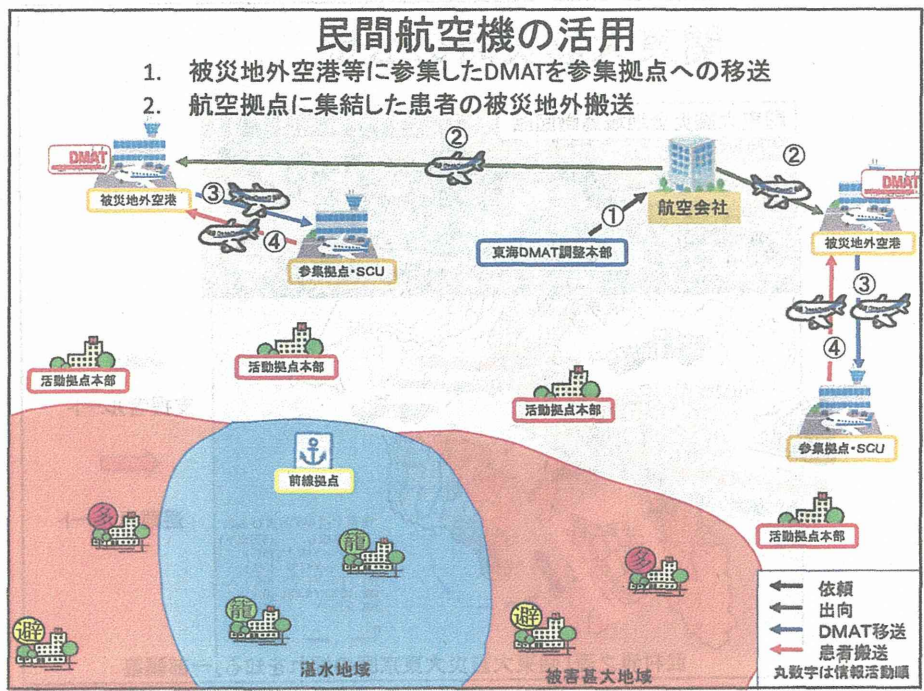 民間航空機の活用
1. 被災地外空港等に参集したDMATを参集拠点への移送
2. 航空拠点に集結した患者の被災地外搬送
②
②
DMAT
DMAT
被災地外空港
③
①
航空会社
④
参集拠点・SCU
東海DMAT調整本部
被災地外空港
③
④
活動拠点本部
活動拠点本部
活動拠点本部
参集拠点・SCU
前線拠点
活動拠点本部
多
籠
多
避
籠
避
湛水地域
被害甚大地域
依頼
出向
DMAT移送
患者搬送
丸数字は情報活動順